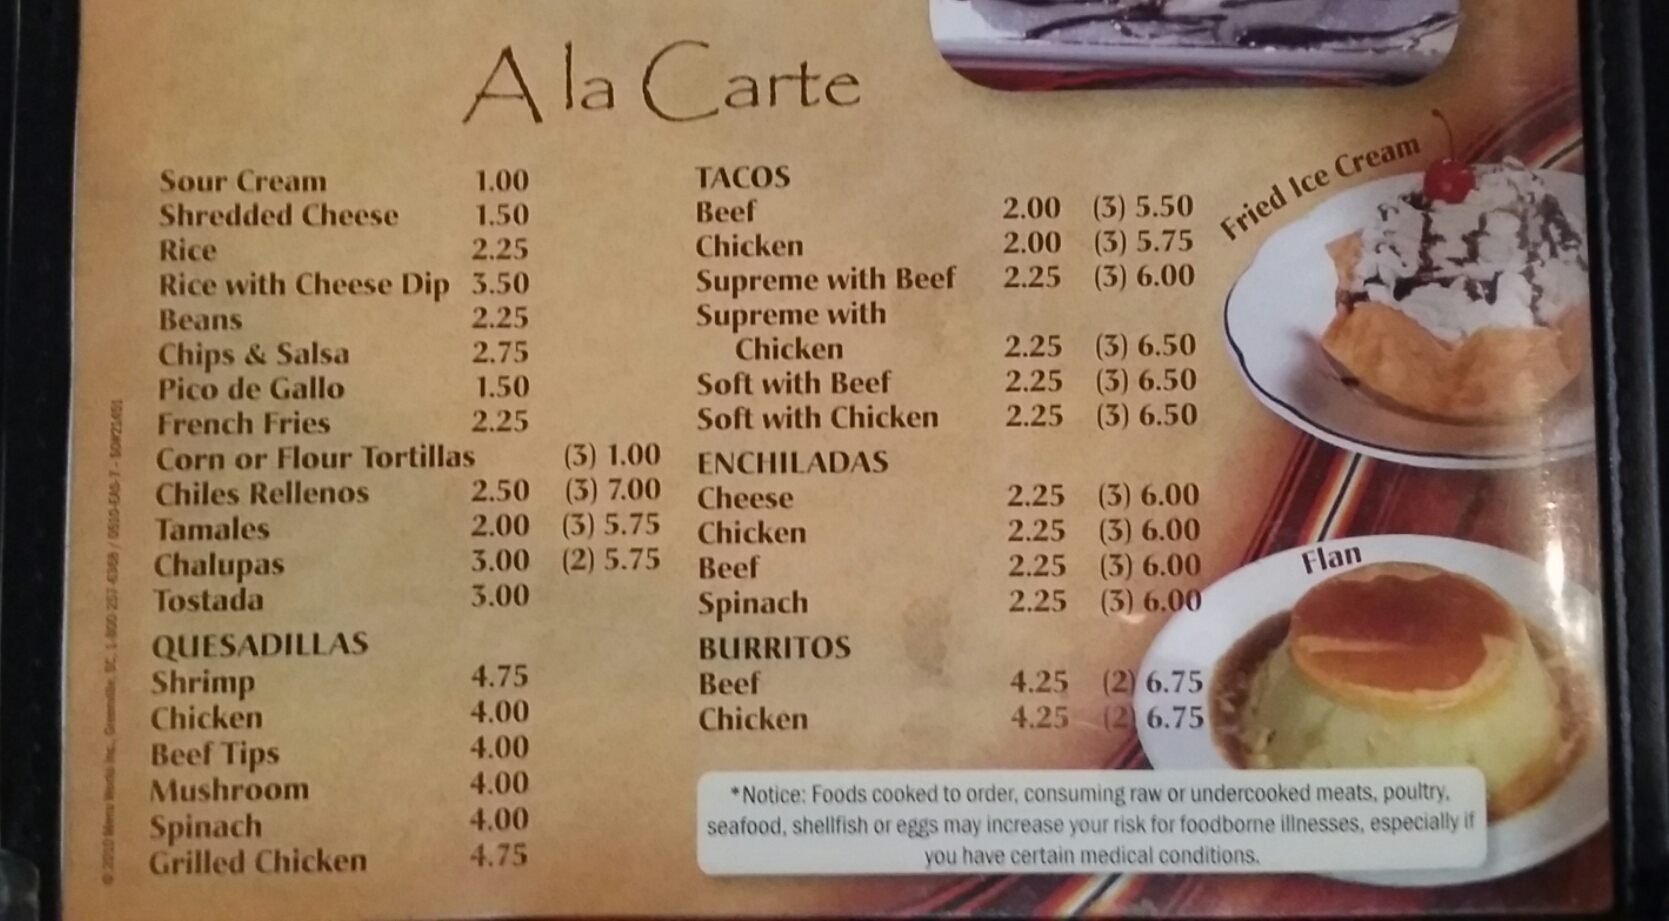 A la Carte
Sour Cream 1.00
Shredded Cheese 1.50
Rice 2.25
Rice with Cheese Dip 3.50
Beans 2.25
Chips & Salsa 2.75
Pico de Gallo 1.50
French Fries 2.25
Corn or Flour Tortillas (3) 1.00
Chiles Rellenos 2.50 (3) 7.00
Tamales 2.00 (3) 5.75
Chalupas 3.00 (2) 5.75
Tostada 3.00
QUESADILLAS
Shrimp 4.75
Chicken 4.00
Beef Tips 4.00
Mushroom 4.00
Spinach 4.00
Grilled Chicken 4.75
TACOS
Beef 2.00 (3) 5.50
Chicken 2.00 (3) 5.75
Supreme with Beef 2.25 (3) 6.00
Supreme with
Chicken 2.25 (3) 6.50
Soft with Beef 2.25 (3) 6.50
Soft with Chicken 2.25 (3) 6.50
ENCHILADAS
Cheese 2.25 (3) 6.00
Chicken 2.25 (3) 6.00
Beef 2.25 (3) 6.00
Spinach 2.25 (3) 6.00
BURRITOS
Beef 4.25 (2) 6.75
Chicken 4.25 (2) 6.75
*Notice: Foods cooked to order, consuming raw or undercooked meats, poultry,
seafood, shellfish or eggs may increase your risk for foodborne illnesses, especially if
you have certain medical conditions.
Fried Ice Cream
Flan
© 2010 Menu Works Inc. Greenville, SC, 1-800